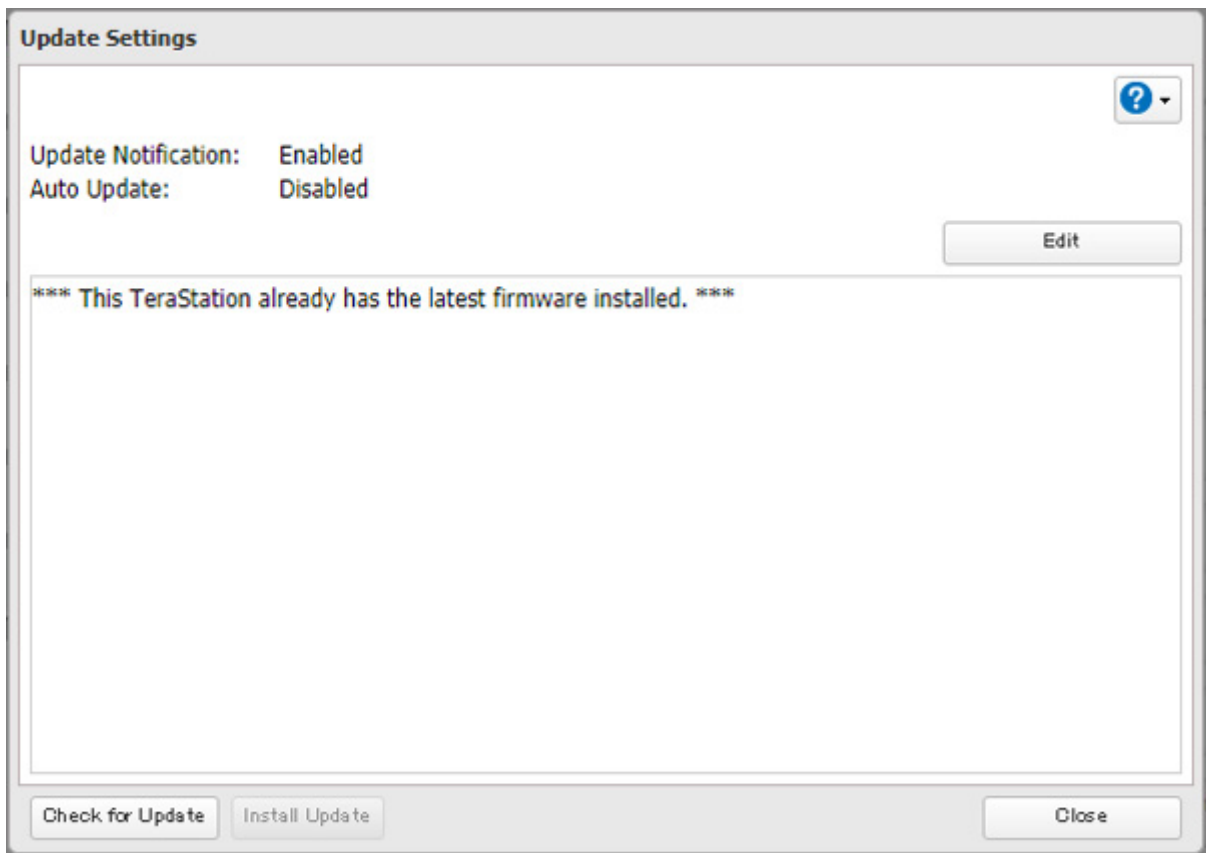 Update Settings
?
Update Notification: Enabled
Auto Update: Disabled
Edit
*** This TeraStation already has the latest firmware installed. ***
Check for Update Install Update Close